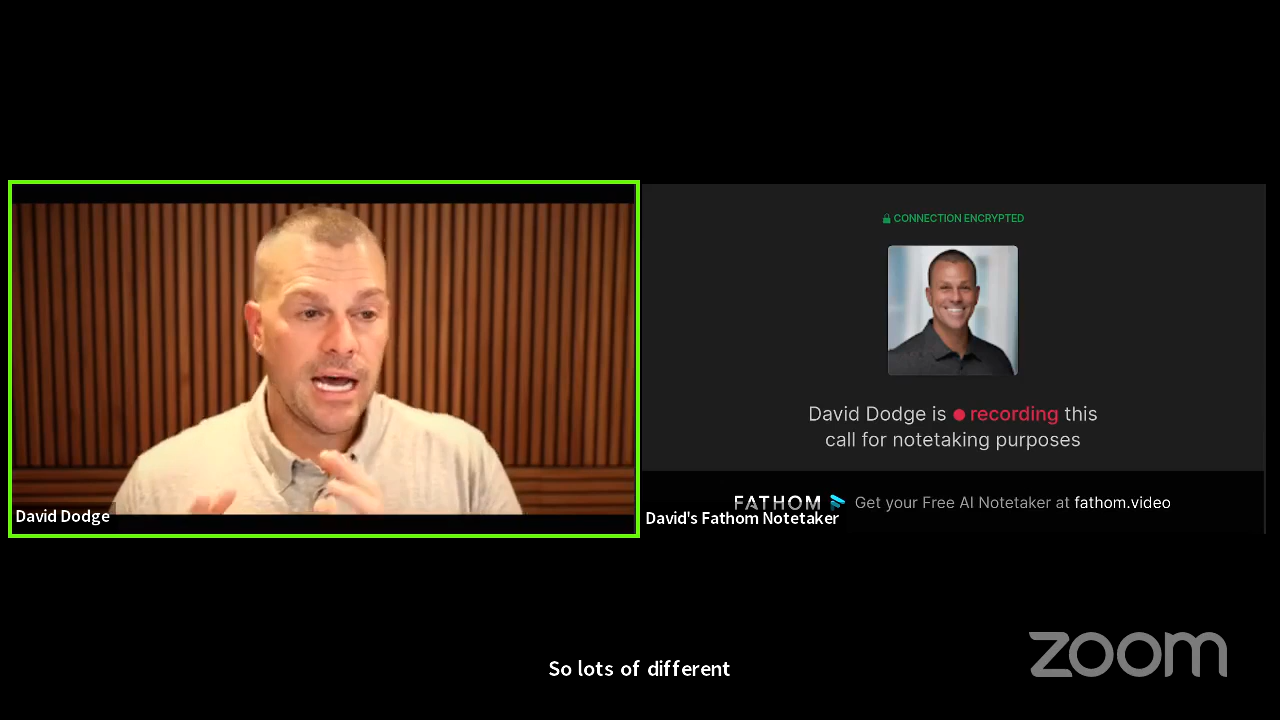 CONNECTION ENCRYPTED
David Dodge is recording this
call for notetaking purposes
FATHOM Get your Free AI Notetaker at fathom.video
David Dodge
David's Fathom Notetaker
So lots of different
zoom